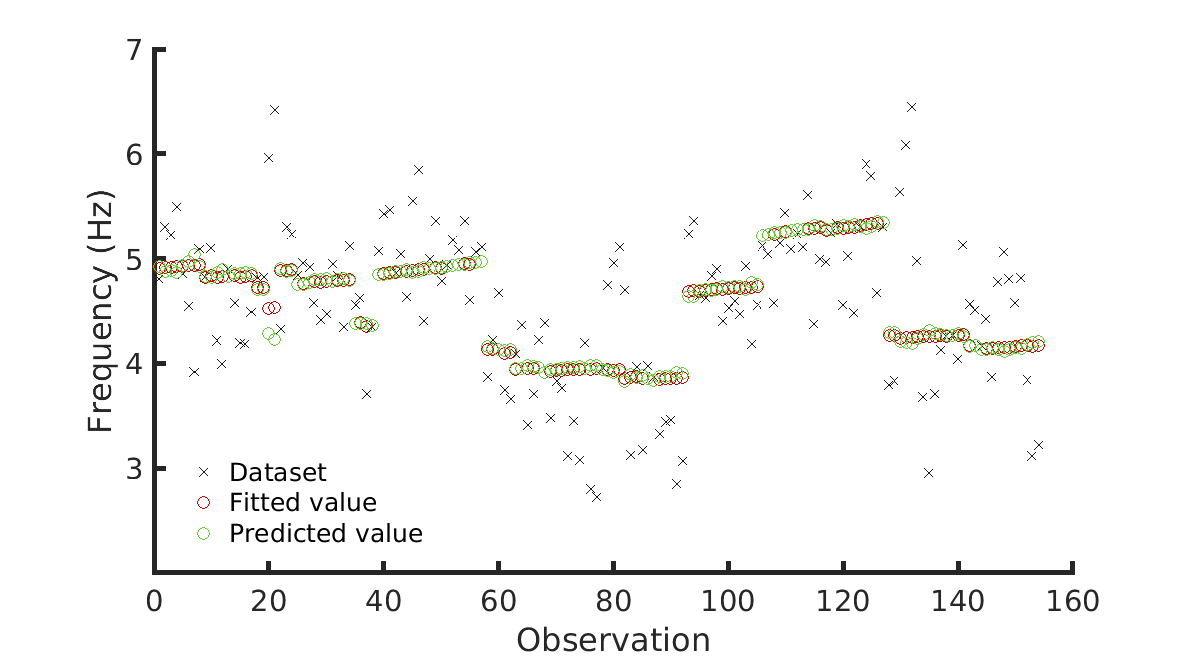 7
6
5
4
3
Frequency (Hz)
Dataset
Fitted value
Predicted value
0 20 40 60 80 100 120 140 160
Observation